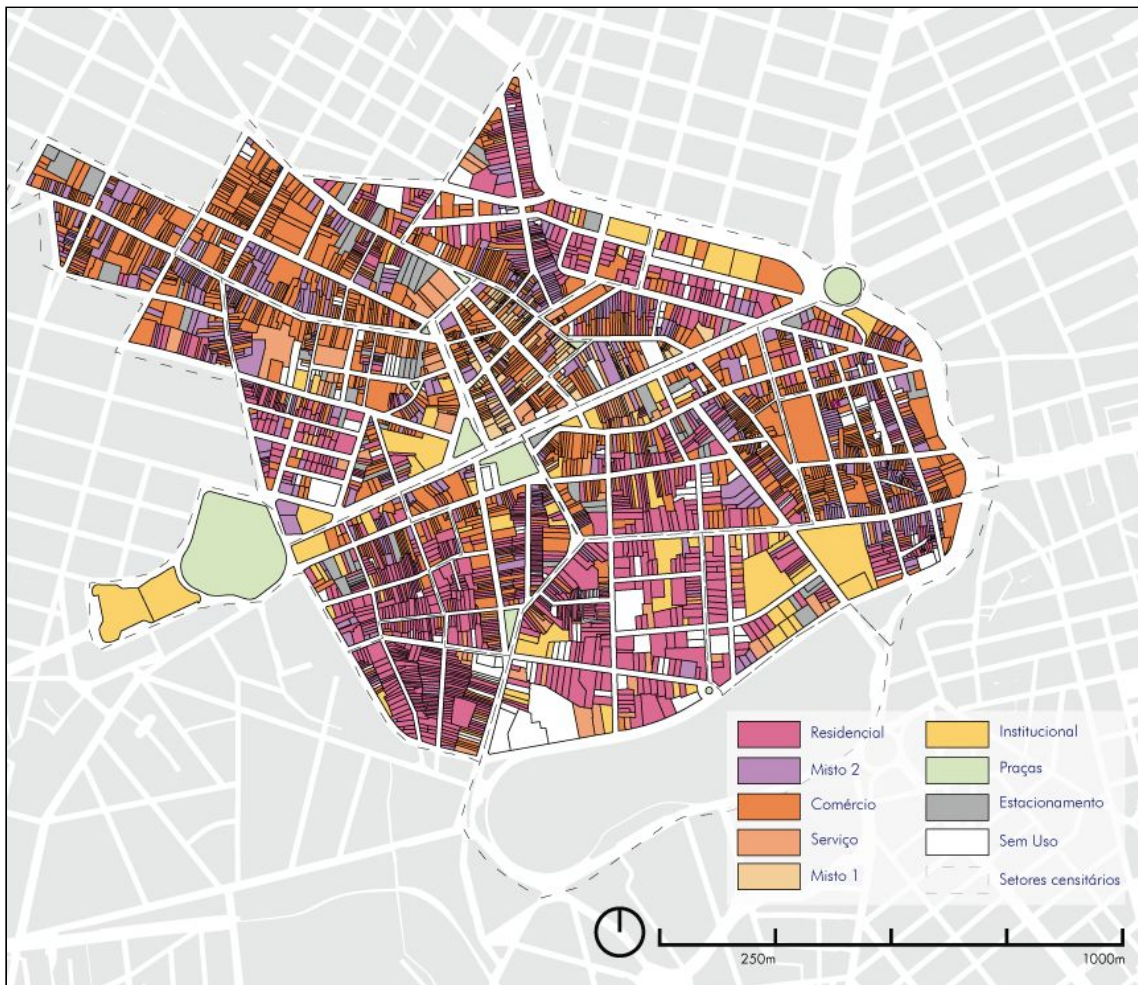 Residencial
Misto 2
Comércio
Serviço
Misto 1
Institucional
Praças
Estacionamento
Sem Uso
Setores censitários
250m
1000m